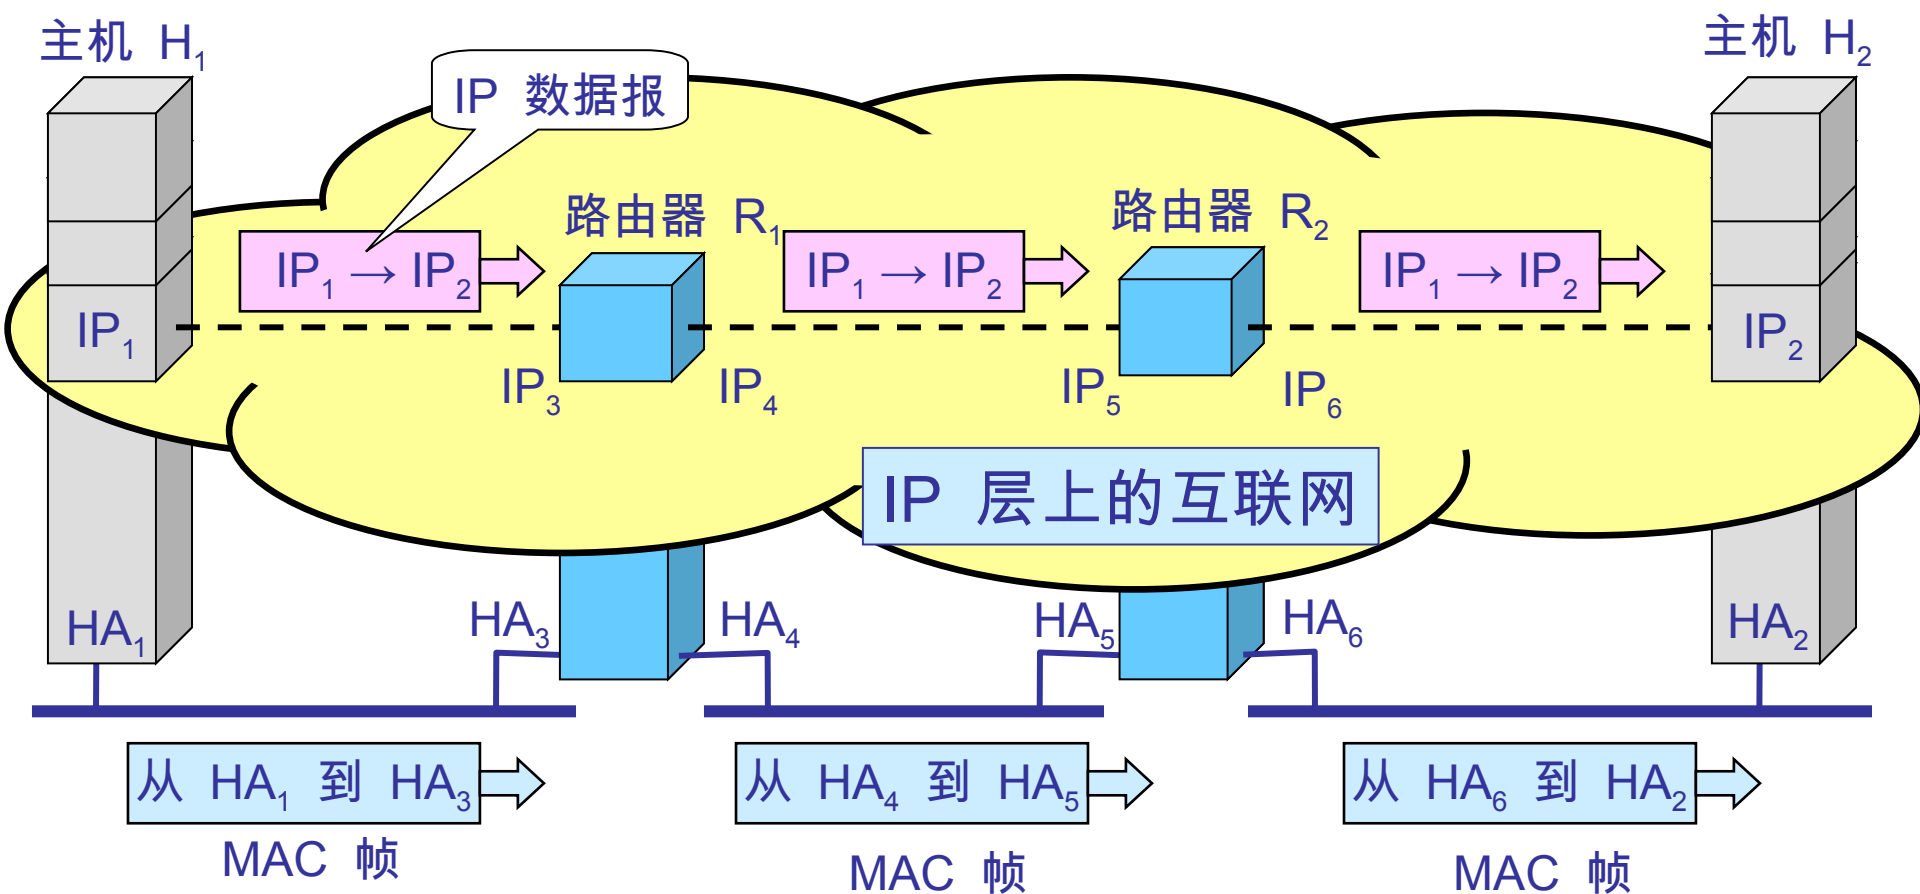 主机 H₁
主机 H₂
IP 数据报
路由器 R₁
路由器 R₂
IP₁ → IP₂
IP₁ → IP₂
IP₁ → IP₂
IP₁
IP₂
IP₃
IP₄
IP₅
IP₆
IP 层上的互联网
HA₁
HA₃
HA₄
HA₅
HA₆
HA₂
从 HA₁ 到 HA₃
从 HA₄ 到 HA₅
从 HA₆ 到 HA₂
MAC 帧
MAC 帧
MAC 帧